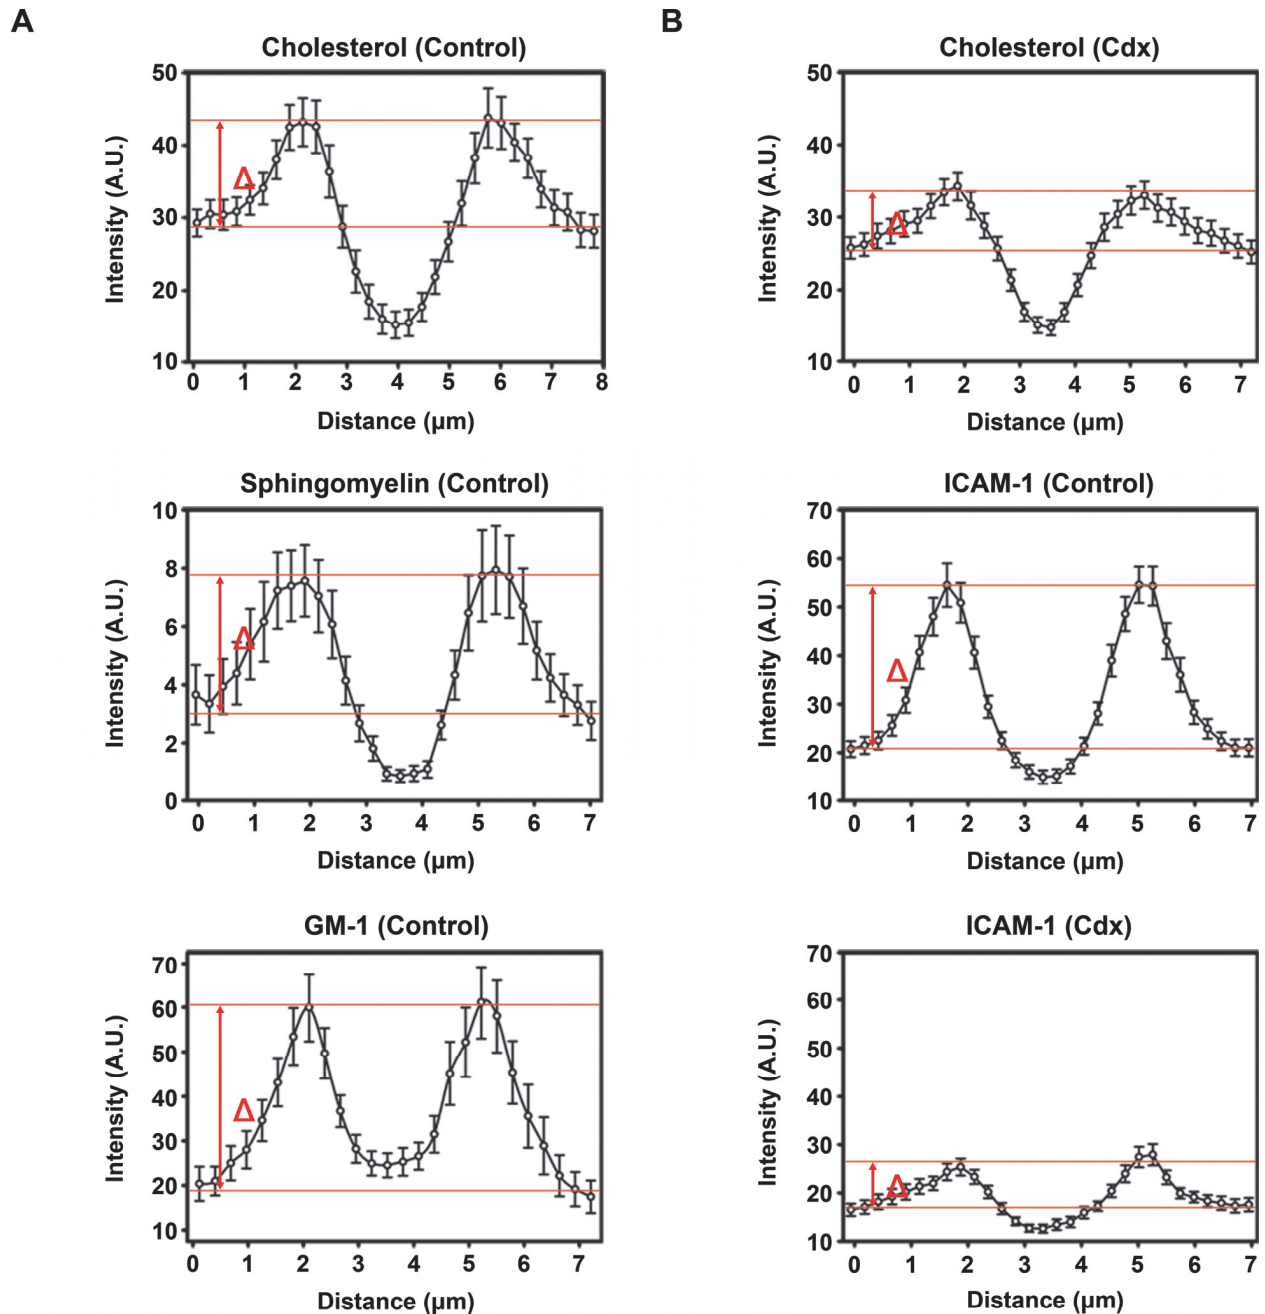 A
Cholesterol (Control)
50
40
30
20
10
Intensity (A.U.)
Δ
0 1 2 3 4 5 6 7 8
Distance (µm)
Sphingomyelin (Control)
10
8
6
4
2
0
Intensity (A.U.)
Δ
0 1 2 3 4 5 6 7
Distance (µm)
GM-1 (Control)
70
60
50
40
30
20
10
Intensity (A.U.)
Δ
0 1 2 3 4 5 6 7
Distance (µm)
B
Cholesterol (Cdx)
50
40
30
20
10
Intensity (A.U.)
Δ
0 1 2 3 4 5 6 7
Distance (µm)
ICAM-1 (Control)
70
60
50
40
30
20
10
Intensity (A.U.)
Δ
0 1 2 3 4 5 6 7
Distance (µm)
ICAM-1 (Cdx)
70
60
50
40
30
20
10
Intensity (A.U.)
Δ
0 1 2 3 4 5 6 7
Distance (µm)